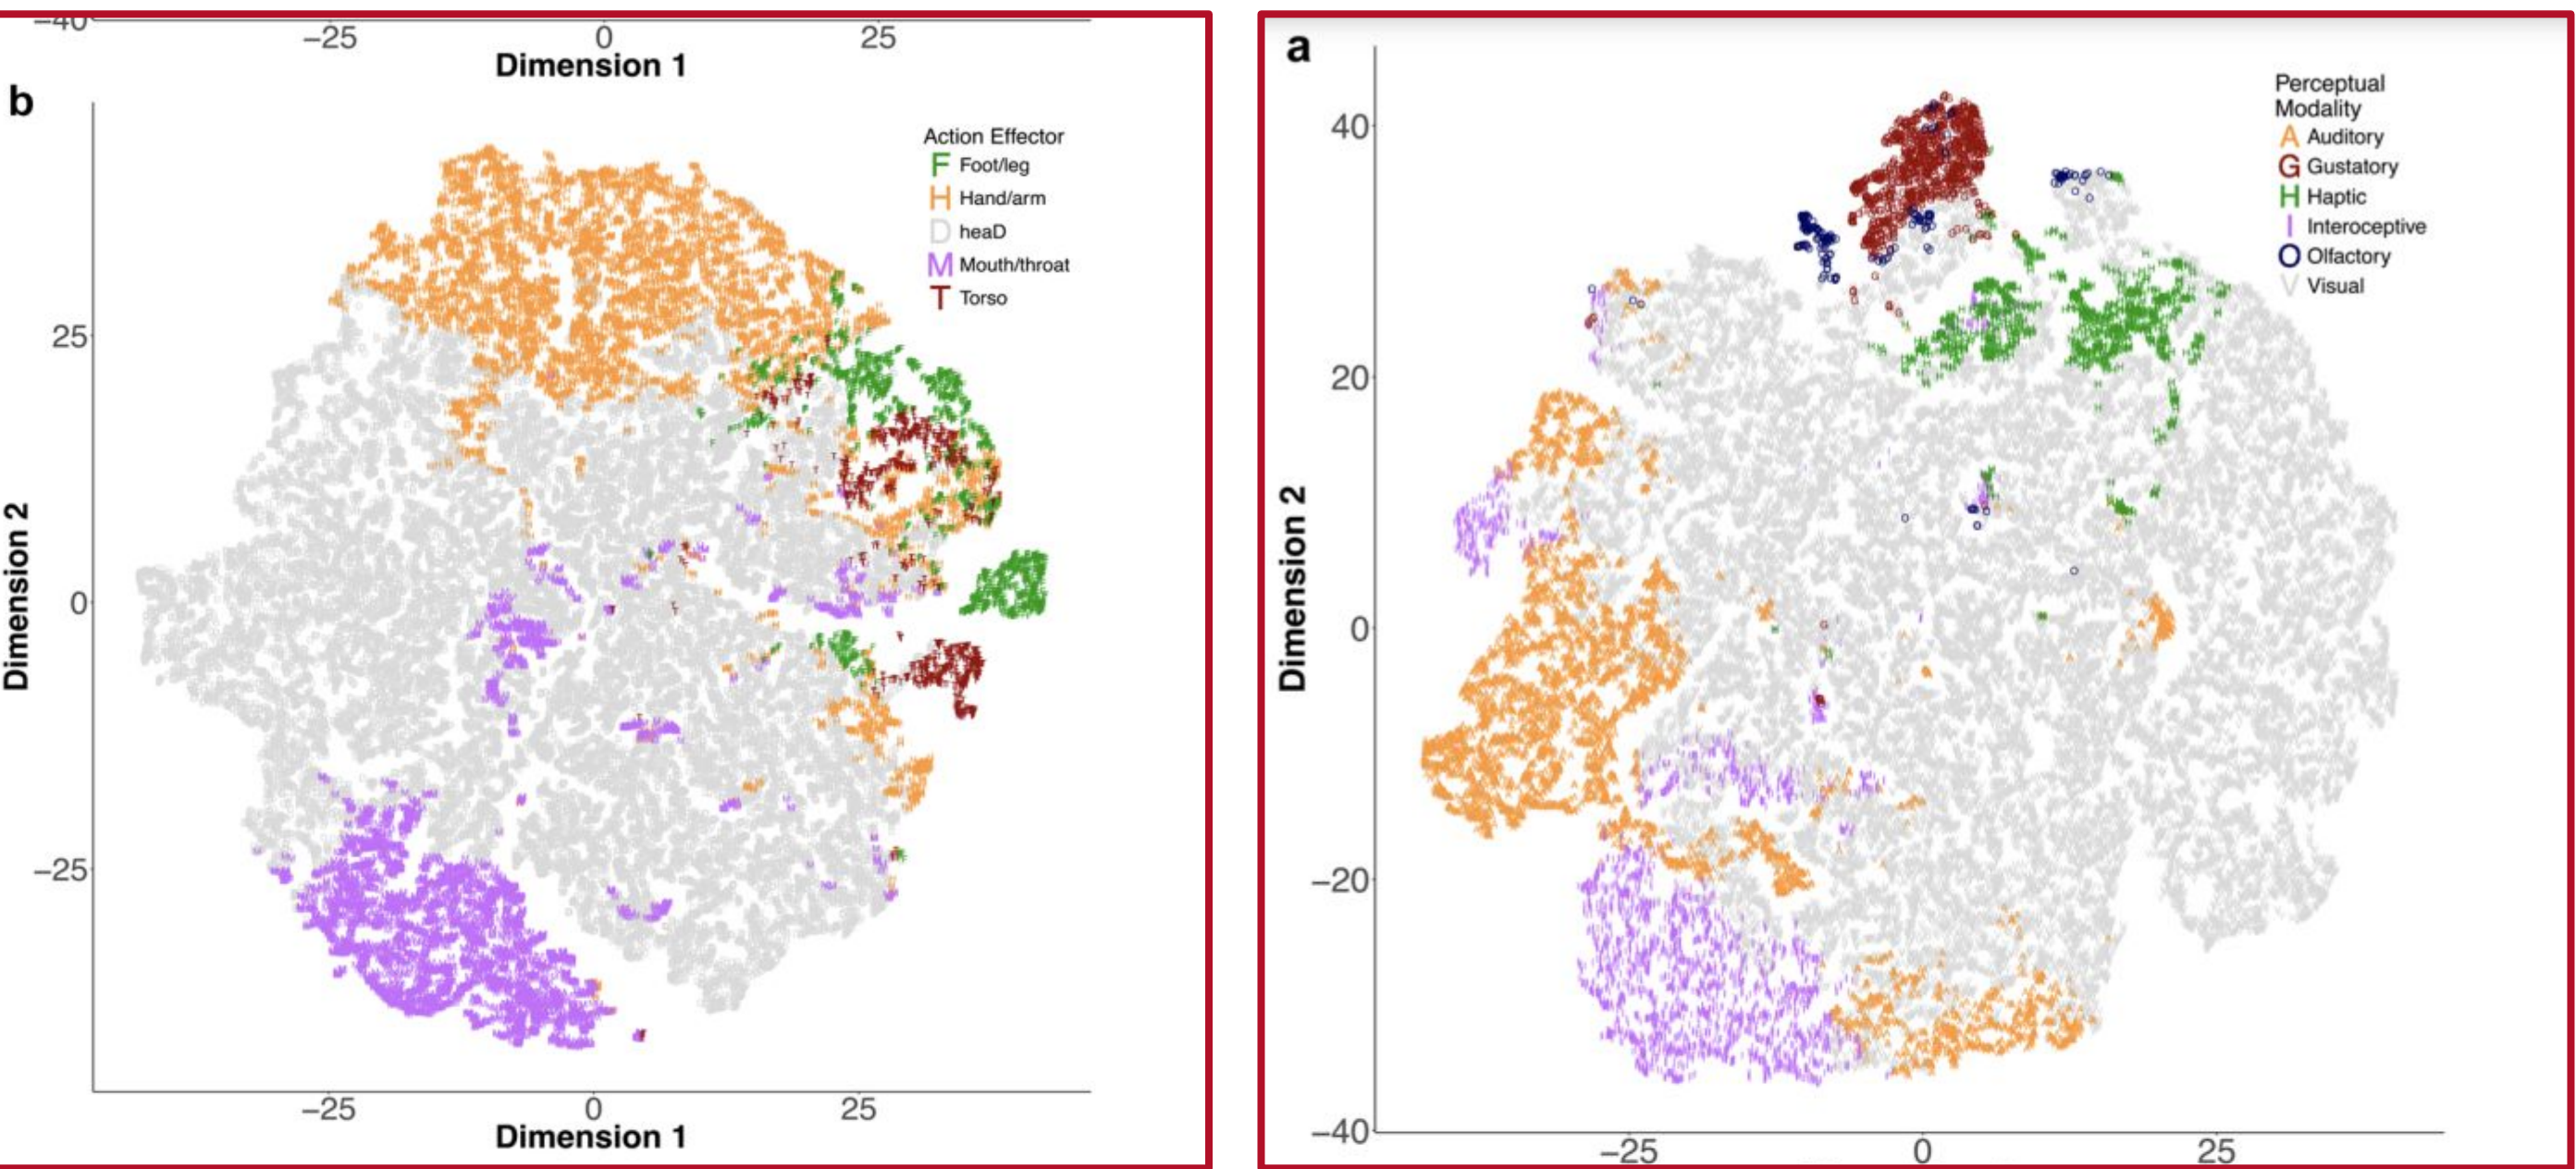 −40
−25 0 25
Dimension 1
b
Action Effector
F Foot/leg
H Hand/arm
D heaD
M Mouth/throat
T Torso
25
0
−25
Dimension 2
−25 0 25
Dimension 1
a
Perceptual
Modality
A Auditory
G Gustatory
H Haptic
I Interoceptive
O Olfactory
V Visual
40
20
0
−20
−40
Dimension 2
−25 0 25